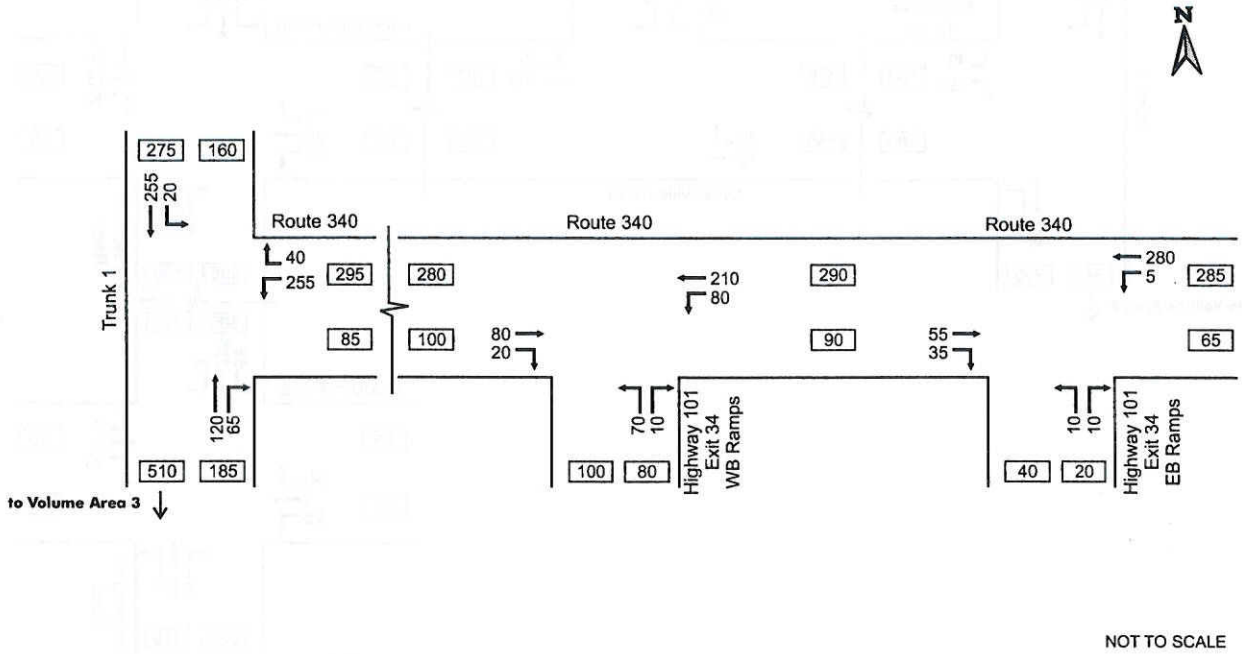 N
275 160
255
20
Route 340
Route 340
Route 340
Trunk 1
40
255
295
280
210
80
290
280
5
285
85
100
80
20
90
55
35
65
120
65
70
10
Highway 101
Exit 34
WB Ramps
10
10
Highway 101
Exit 34
EB Ramps
510 185
100 80
40 20
to Volume Area 3
NOT TO SCALE